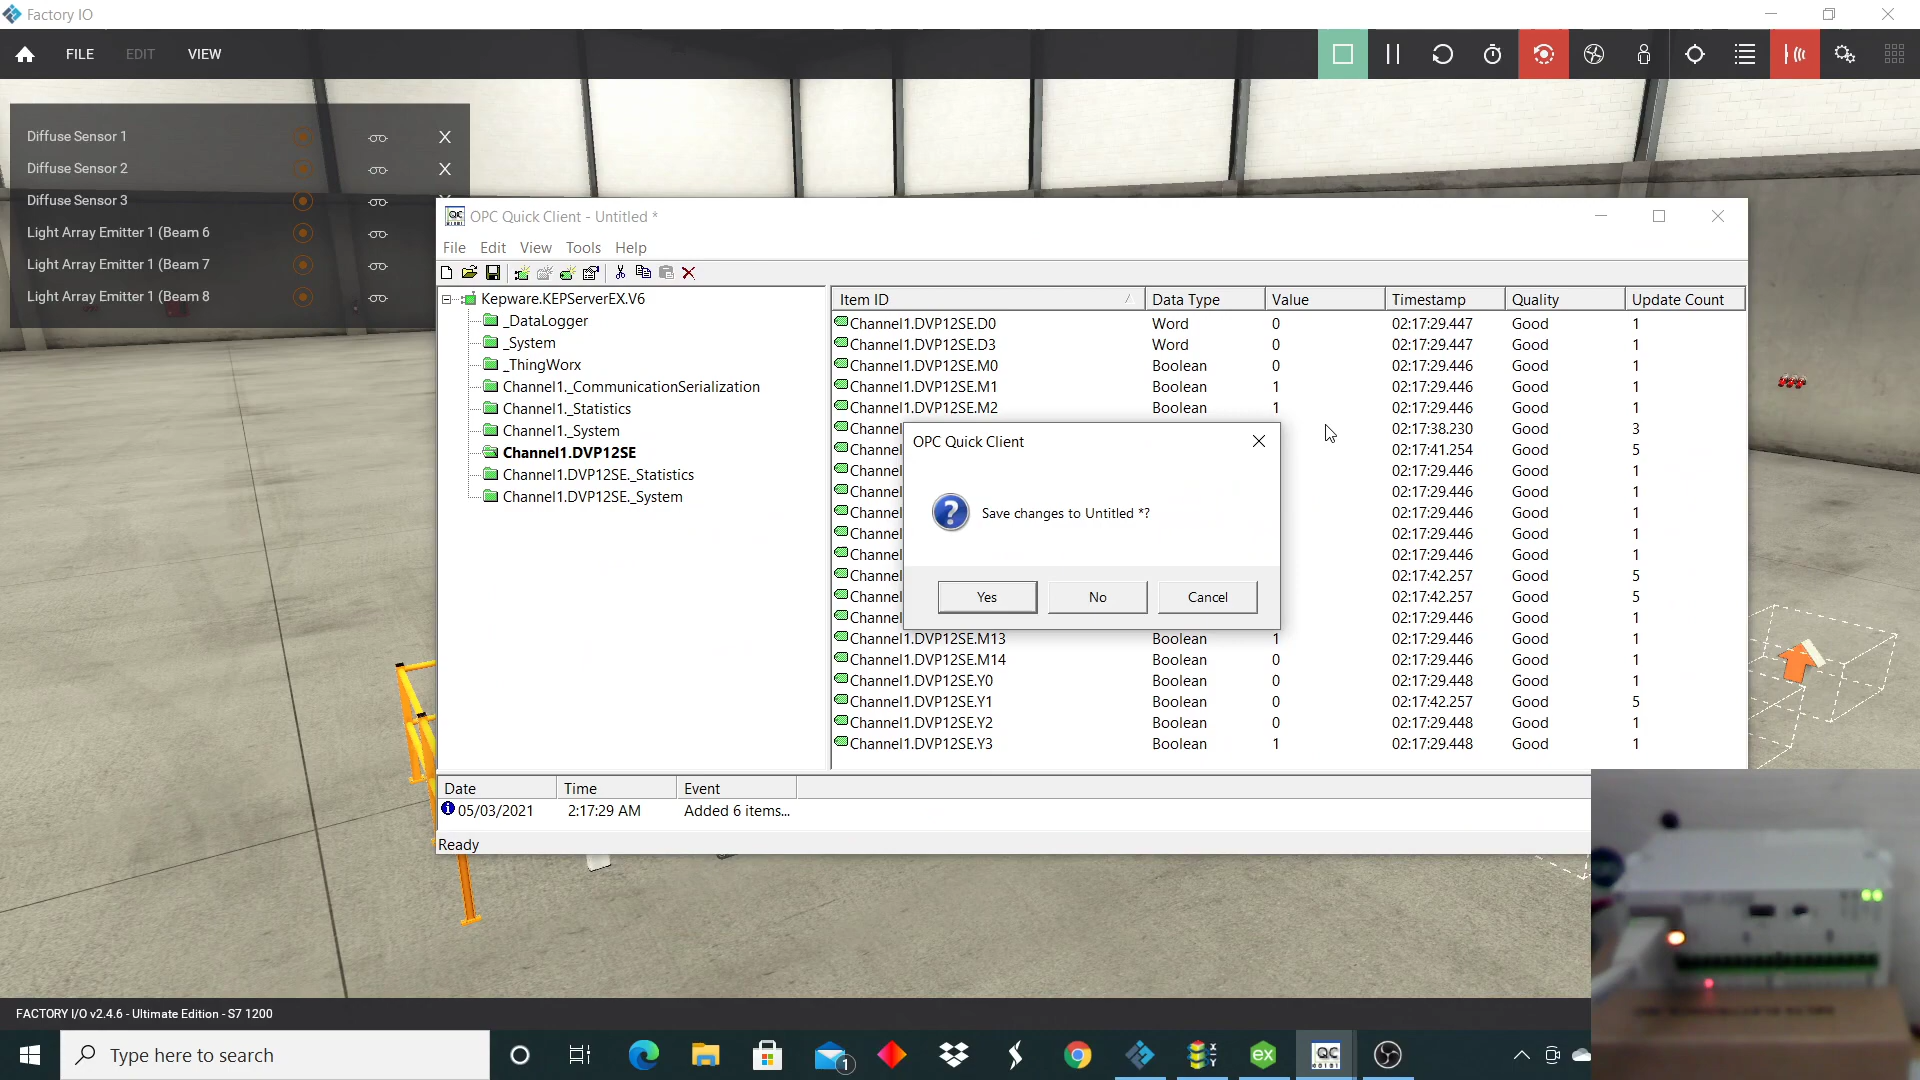 Factory IO
FILE EDIT VIEW
Diffuse Sensor 1 X
Diffuse Sensor 2 X
Diffuse Sensor 3
Light Array Emitter 1 (Beam 6
Light Array Emitter 1 (Beam 7
Light Array Emitter 1 (Beam 8
OPC Quick Client - Untitled *
File Edit View Tools Help
Kepware.KEPServerEX.V6
_DataLogger
_System
_ThingWorx
Channel1._CommunicationSerialization
Channel1._Statistics
Channel1._System
Channel1.DVP12SE
Channel1.DVP12SE._Statistics
Channel1.DVP12SE._System
Item ID Data Type Value Timestamp Quality Update Count
Channel1.DVP12SE.D0 Word 0 02:17:29.447 Good 1
Channel1.DVP12SE.D3 Word 0 02:17:29.447 Good 1
Channel1.DVP12SE.M0 Boolean 0 02:17:29.446 Good 1
Channel1.DVP12SE.M1 Boolean 1 02:17:29.446 Good 1
Channel1.DVP12SE.M2 Boolean 1 02:17:29.446 Good 1
Channel 02:17:38.230 Good 3
Channel 02:17:41.254 Good 5
Channel 02:17:29.446 Good 1
Channel 02:17:29.446 Good 1
Channel 02:17:29.446 Good 1
Channel 02:17:29.446 Good 1
Channel 02:17:29.446 Good 1
Channel 02:17:42.257 Good 5
Channel 02:17:42.257 Good 5
Channel 02:17:29.446 Good 1
Channel1.DVP12SE.M13 Boolean 1 02:17:29.446 Good 1
Channel1.DVP12SE.M14 Boolean 0 02:17:29.446 Good 1
Channel1.DVP12SE.Y0 Boolean 0 02:17:29.448 Good 1
Channel1.DVP12SE.Y1 Boolean 0 02:17:42.257 Good 5
Channel1.DVP12SE.Y2 Boolean 0 02:17:29.448 Good 1
Channel1.DVP12SE.Y3 Boolean 1 02:17:29.448 Good 1
OPC Quick Client
Save changes to Untitled *?
Yes No Cancel
Date Time Event
05/03/2021 2:17:29 AM Added 6 items...
Ready
FACTORY I/O v2.4.6 - Ultimate Edition - S7 1200
Type here to search
1
ex
QC